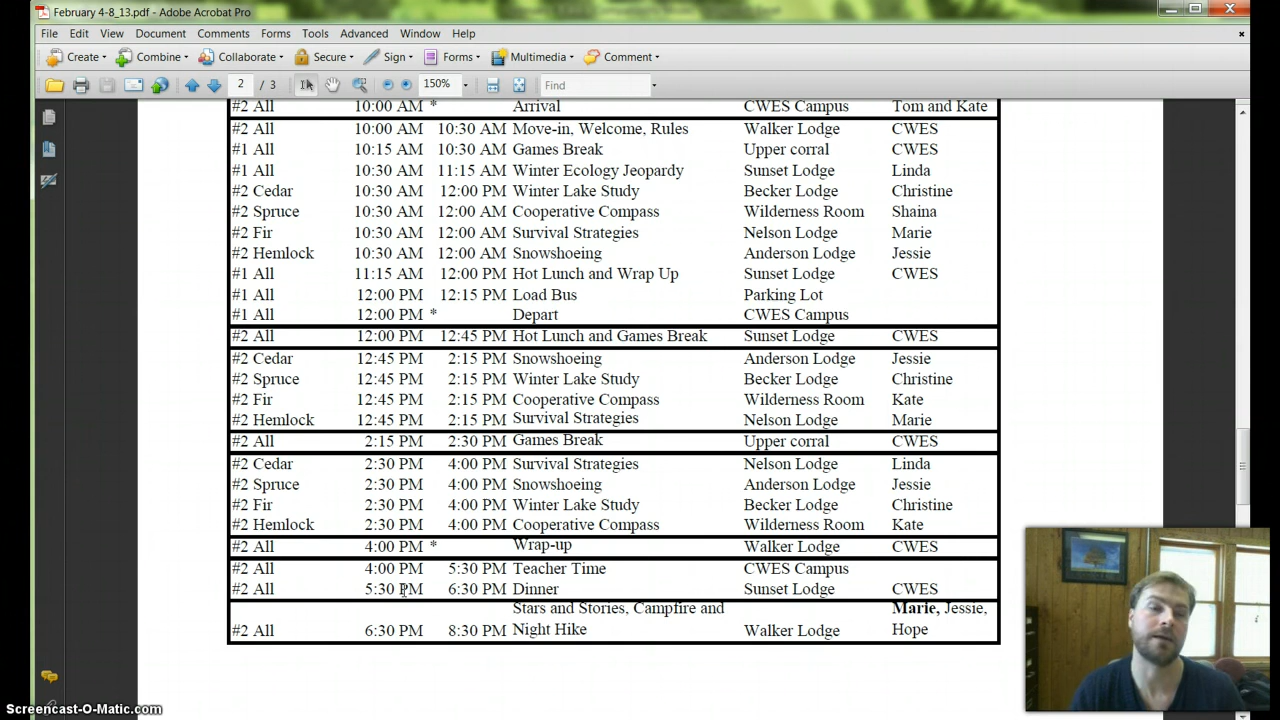 February 4-8_13.pdf - Adobe Acrobat Pro
File Edit View Document Comments Forms Tools Advanced Window Help
Create Combine Collaborate Secure Sign Forms Multimedia Comment
2 / 3 150% Find
#2 All 10:00 AM * Arrival CWES Campus Tom and Kate
#2 All 10:00 AM 10:30 AM Move-in, Welcome, Rules Walker Lodge CWES
#1 All 10:15 AM 10:30 AM Games Break Upper corral CWES
#1 All 10:30 AM 11:15 AM Winter Ecology Jeopardy Sunset Lodge Linda
#2 Cedar 10:30 AM 12:00 PM Winter Lake Study Becker Lodge Christine
#2 Spruce 10:30 AM 12:00 AM Cooperative Compass Wilderness Room Shaina
#2 Fir 10:30 AM 12:00 AM Survival Strategies Nelson Lodge Marie
#2 Hemlock 10:30 AM 12:00 AM Snowshoeing Anderson Lodge Jessie
#1 All 11:15 AM 12:00 PM Hot Lunch and Wrap Up Sunset Lodge CWES
#1 All 12:00 PM 12:15 PM Load Bus Parking Lot
#1 All 12:00 PM * Depart CWES Campus
#2 All 12:00 PM 12:45 PM Hot Lunch and Games Break Sunset Lodge CWES
#2 Cedar 12:45 PM 2:15 PM Snowshoeing Anderson Lodge Jessie
#2 Spruce 12:45 PM 2:15 PM Winter Lake Study Becker Lodge Christine
#2 Fir 12:45 PM 2:15 PM Cooperative Compass Wilderness Room Kate
#2 Hemlock 12:45 PM 2:15 PM Survival Strategies Nelson Lodge Marie
#2 All 2:15 PM 2:30 PM Games Break Upper corral CWES
#2 Cedar 2:30 PM 4:00 PM Survival Strategies Nelson Lodge Linda
#2 Spruce 2:30 PM 4:00 PM Snowshoeing Anderson Lodge Jessie
#2 Fir 2:30 PM 4:00 PM Winter Lake Study Becker Lodge Christine
#2 Hemlock 2:30 PM 4:00 PM Cooperative Compass Wilderness Room Kate
#2 All 4:00 PM * Wrap-up Walker Lodge CWES
#2 All 4:00 PM 5:30 PM Teacher Time CWES Campus
#2 All 5:30 PM 6:30 PM Dinner Sunset Lodge CWES
Stars and Stories, Campfire and Marie, Jessie,
#2 All 6:30 PM 8:30 PM Night Hike Walker Lodge Hope
Screencast-O-Matic.com